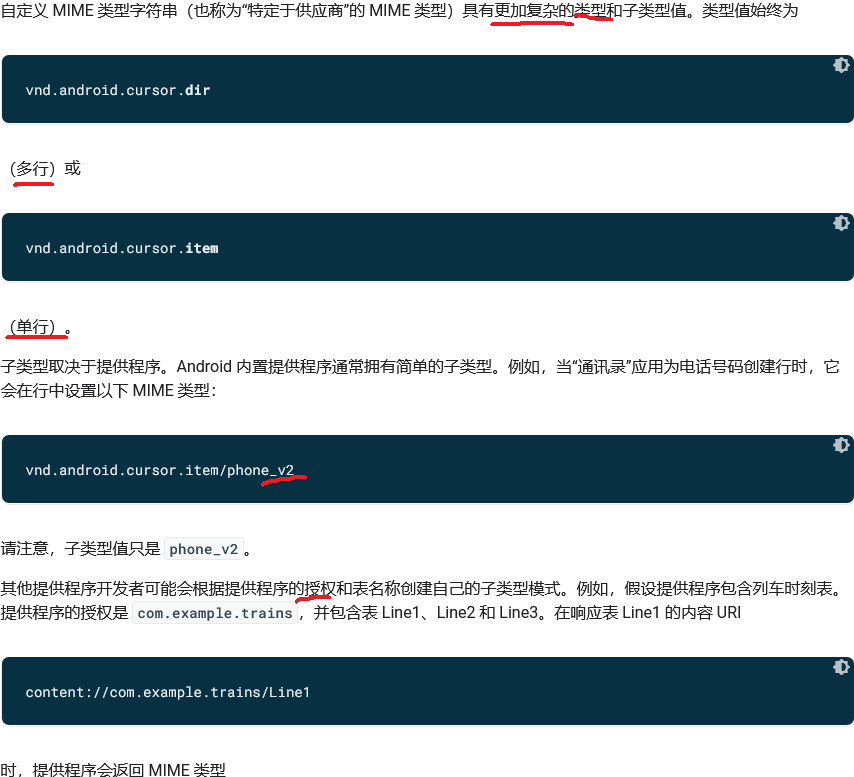 自定义 MIME 类型字符串（也称为“特定于供应商”的 MIME 类型）具有更加复杂的类型和子类型值。类型值始终为
vnd.android.cursor.dir
（多行）或
vnd.android.cursor.item
（单行）。
子类型取决于提供程序。Android 内置提供程序通常拥有简单的子类型。例如，当“通讯录”应用为电话号码创建行时，它
会在行中设置以下 MIME 类型：
vnd.android.cursor.item/phone_v2
请注意，子类型值只是 phone_v2。
其他提供程序开发者可能会根据提供程序的授权和表名称创建自己的子类型模式。例如，假设提供程序包含列车时刻表。
提供程序的授权是 com.example.trains，并包含表 Line1、Line2 和 Line3。在响应表 Line1 的内容 URI
content://com.example.trains/Line1
时，提供程序会返回 MIME 类型